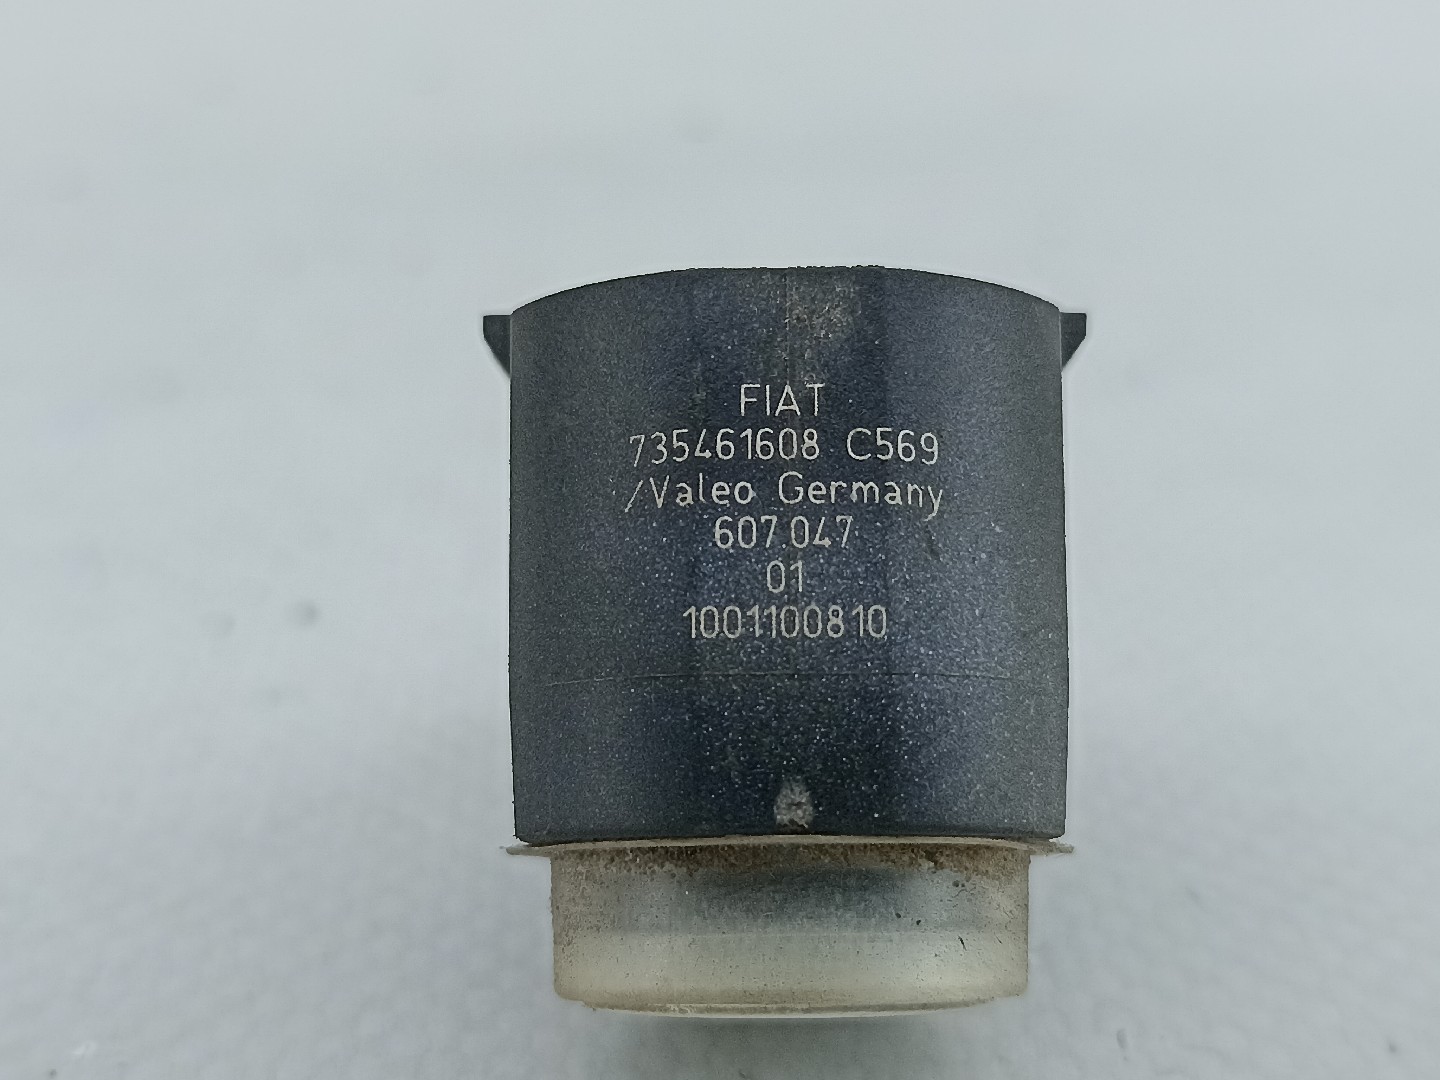 FIAT
735461608 C569
/Valeo Germany
607.047
01
1001100810